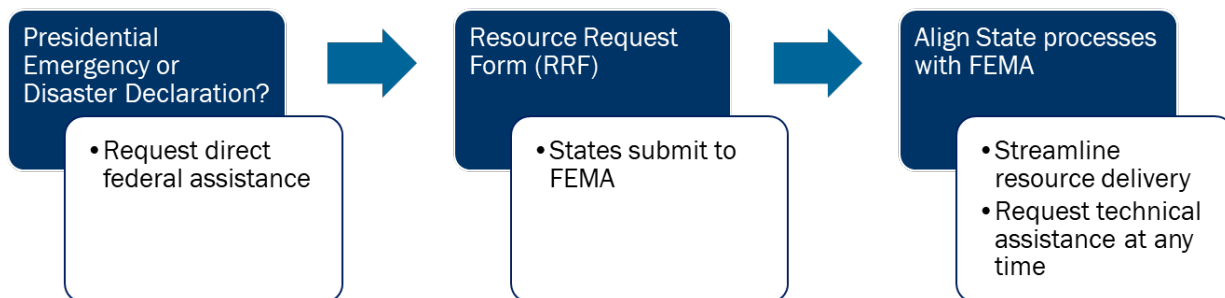 Presidential
Emergency or
Disaster Declaration?
• Request direct
federal assistance
Resource Request
Form (RRF)
• States submit to
FEMA
Align State processes
with FEMA
• Streamline
resource delivery
• Request technical
assistance at any
time